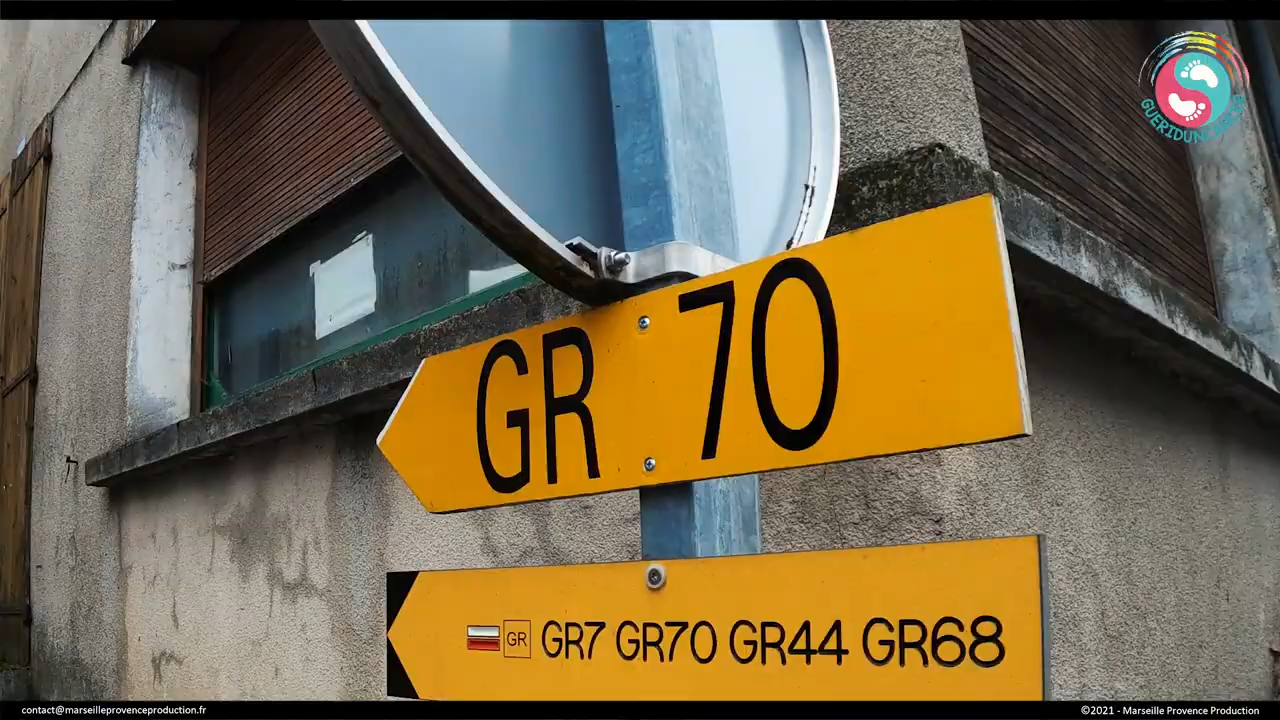 GUERIDUNCANCER
GR 70
GR GR7 GR70 GR44 GR68
contact@marseilleprovenceproduction.fr
©2021 - Marseille Provence Production